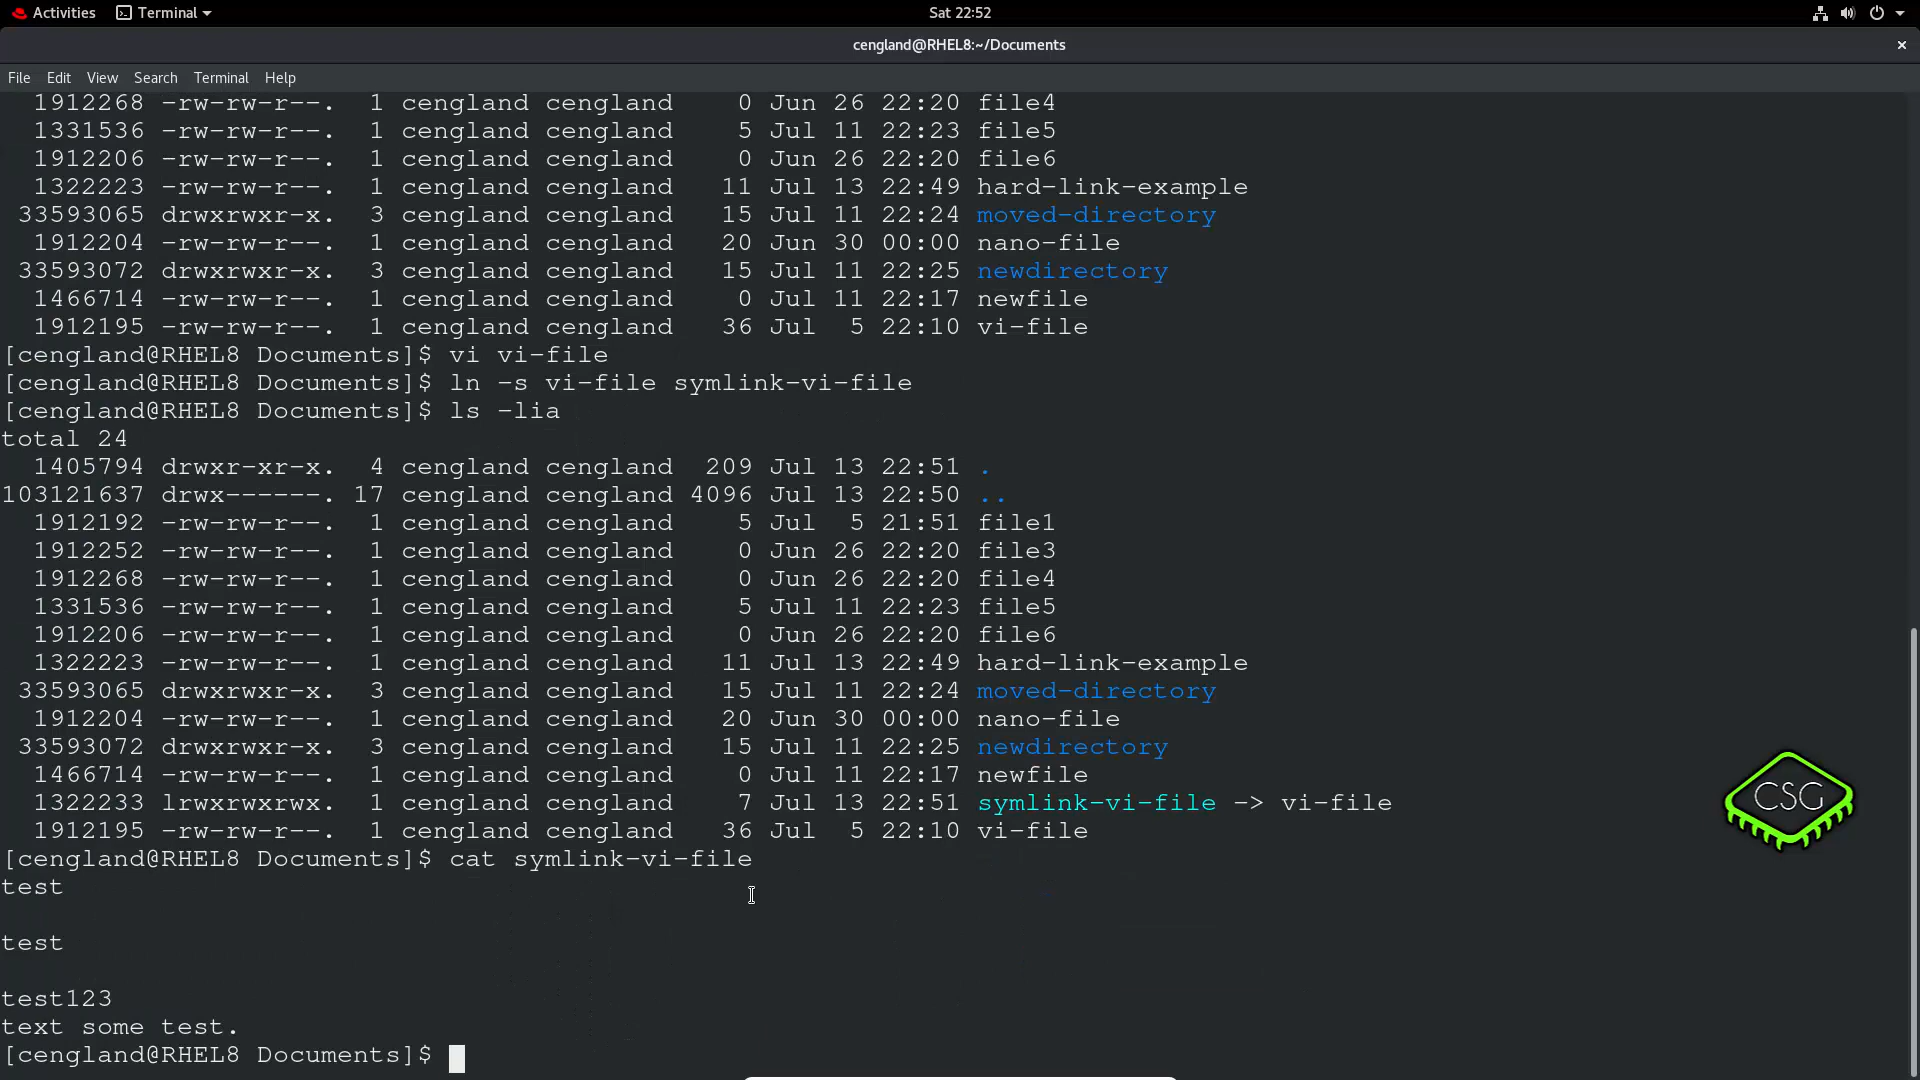 Activities Terminal Sat 22:52
cengland@RHEL8:~/Documents ×
File Edit View Search Terminal Help
1912268 -rw-rw-r--. 1 cengland cengland 0 Jun 26 22:20 file4
1331536 -rw-rw-r--. 1 cengland cengland 5 Jul 11 22:23 file5
1912206 -rw-rw-r--. 1 cengland cengland 0 Jun 26 22:20 file6
1322223 -rw-rw-r--. 1 cengland cengland 11 Jul 13 22:49 hard-link-example
33593065 drwxrwxr-x. 3 cengland cengland 15 Jul 11 22:24 moved-directory
1912204 -rw-rw-r--. 1 cengland cengland 20 Jun 30 00:00 nano-file
33593072 drwxrwxr-x. 3 cengland cengland 15 Jul 11 22:25 newdirectory
1466714 -rw-rw-r--. 1 cengland cengland 0 Jul 11 22:17 newfile
1912195 -rw-rw-r--. 1 cengland cengland 36 Jul 5 22:10 vi-file
[cengland@RHEL8 Documents]$ vi vi-file
[cengland@RHEL8 Documents]$ ln -s vi-file symlink-vi-file
[cengland@RHEL8 Documents]$ ls -lia
total 24
1405794 drwxr-xr-x. 4 cengland cengland 209 Jul 13 22:51 .
103121637 drwx------. 17 cengland cengland 4096 Jul 13 22:50 ..
1912192 -rw-rw-r--. 1 cengland cengland 5 Jul 5 21:51 file1
1912252 -rw-rw-r--. 1 cengland cengland 0 Jun 26 22:20 file3
1912268 -rw-rw-r--. 1 cengland cengland 0 Jun 26 22:20 file4
1331536 -rw-rw-r--. 1 cengland cengland 5 Jul 11 22:23 file5
1912206 -rw-rw-r--. 1 cengland cengland 0 Jun 26 22:20 file6
1322223 -rw-rw-r--. 1 cengland cengland 11 Jul 13 22:49 hard-link-example
33593065 drwxrwxr-x. 3 cengland cengland 15 Jul 11 22:24 moved-directory
1912204 -rw-rw-r--. 1 cengland cengland 20 Jun 30 00:00 nano-file
33593072 drwxrwxr-x. 3 cengland cengland 15 Jul 11 22:25 newdirectory
1466714 -rw-rw-r--. 1 cengland cengland 0 Jul 11 22:17 newfile
1322233 lrwxrwxrwx. 1 cengland cengland 7 Jul 13 22:51 symlink-vi-file -> vi-file
1912195 -rw-rw-r--. 1 cengland cengland 36 Jul 5 22:10 vi-file
[cengland@RHEL8 Documents]$ cat symlink-vi-file
test
test
test123
text some test.
[cengland@RHEL8 Documents]$
CSG